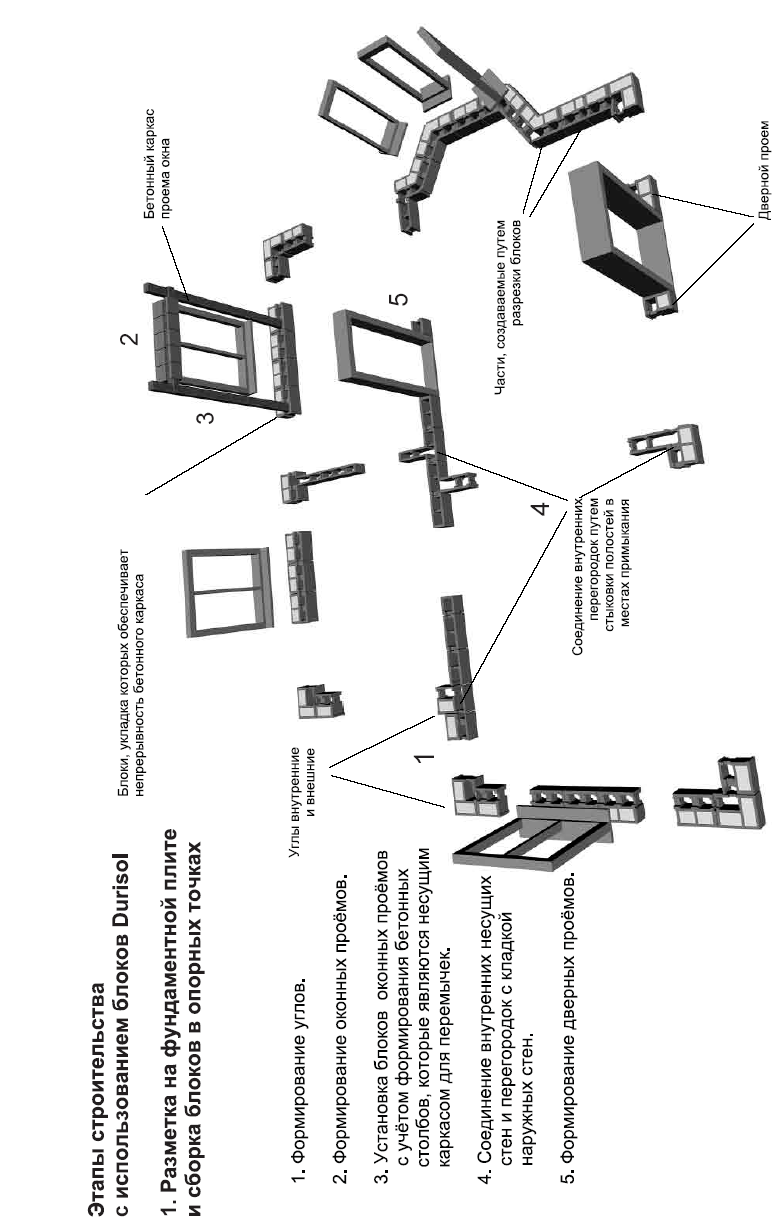 Этапы строительства
с использованием блоков Durisol
1. Разметка на фундаментной плите
и сборка блоков в опорных точках
1. Формирование углов.
2. Формирование оконных проёмов.
3. Установка блоков оконных проёмов
с учётом формирования бетонных
столбов, которые являются несущим
каркасом для перемычек.
4. Соединение внутренних несущих
стен и перегородок с кладкой
наружных стен.
5. Формирование дверных проёмов.
Блоки, укладка которых обеспечивает
непрерывность бетонного каркаса
Бетонный каркас
проема окна
2
3
Углы внутренние
и внешние
1
5
4
Части, создаваемые путем
разрезки блоков
Соединение внутренних
перегородок путем
стыковки полостей в
местах примыкания
Дверной проем